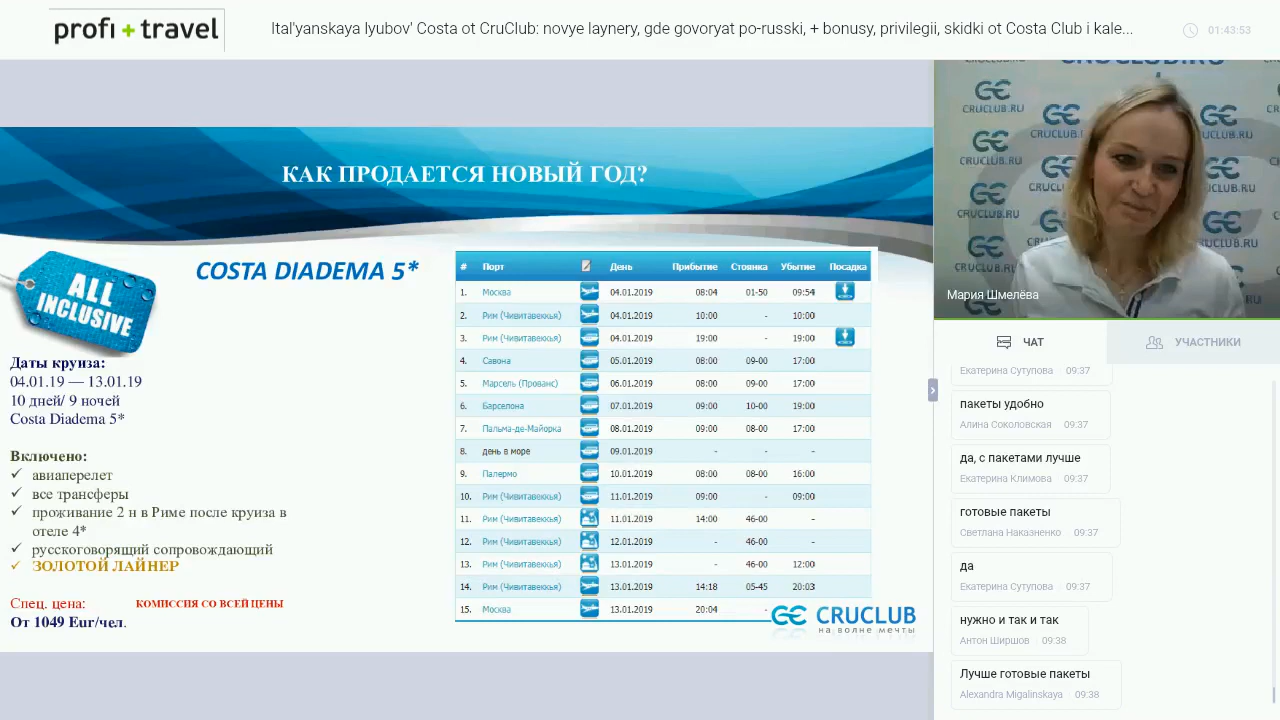 profi + travel
Ital'yanskaya lyubov' Costa ot CruClub: novye laynery, gde govoryat po-russki, + bonusy, privilegii, skidki ot Costa Club i kale...
01:43:53
КАК ПРОДАЕТСЯ НОВЫЙ ГОД?
ALL
INCLUSIVE
COSTA DIADEMA 5*
Даты круиза:
04.01.19 — 13.01.19
10 дней/ 9 ночей
Costa Diadema 5*
Включено:
✓ авиаперелет
✓ все трансферы
✓ проживание 2 н в Риме после круиза в
отеле 4*
✓ русскоговорящий сопровождающий
✓ ЗОЛОТОЙ ЛАЙНЕР
Спец. цена: КОМИССИЯ СО ВСЕЙ ЦЕНЫ
От 1049 Eur/чел.
# Порт День Прибытие Стоянка Убытие Посадка
1. Москва 04.01.2019 08:04 01-50 09:54
2. Рим (Чивитавеккья) 04.01.2019 10:00 - 10:00
3. Рим (Чивитавеккья) 04.01.2019 19:00 - 19:00
4. Савона 05.01.2019 08:00 09-00 17:00
5. Марсель (Прованс) 06.01.2019 08:00 09-00 17:00
6. Барселона 07.01.2019 09:00 10-00 19:00
7. Пальма-де-Майорка 08.01.2019 09:00 08-00 17:00
8. день в море 09.01.2019 - - -
9. Палермо 10.01.2019 08:00 08-00 16:00
10. Рим (Чивитавеккья) 11.01.2019 09:00 - 09:00
11. Рим (Чивитавеккья) 11.01.2019 14:00 46-00 -
12. Рим (Чивитавеккья) 12.01.2019 - 46-00 -
13. Рим (Чивитавеккья) 13.01.2019 - 46-00 12:00
14. Рим (Чивитавеккья) 13.01.2019 14:18 05-45 20:03
15. Москва 13.01.2019 20:04 -
CRUCLUB
на волне мечты
CRUCLUB.RU
CRUCLUB.RU
CRUCLUB.RU
CRUCLUB.RU
CRUCLUB.RU
Мария Шмелёва
ЧАТ
УЧАСТНИКИ
Екатерина Сутупова 09:37
пакеты удобно
Алина Соколовская 09:37
да, с пакетами лучше
Екатерина Климова 09:37
готовые пакеты
Светлана Наказненко 09:37
да
Екатерина Сутупова 09:37
нужно и так и так
Антон Ширшов 09:38
Лучше готовые пакеты
Alexandra Migalinskaya 09:38